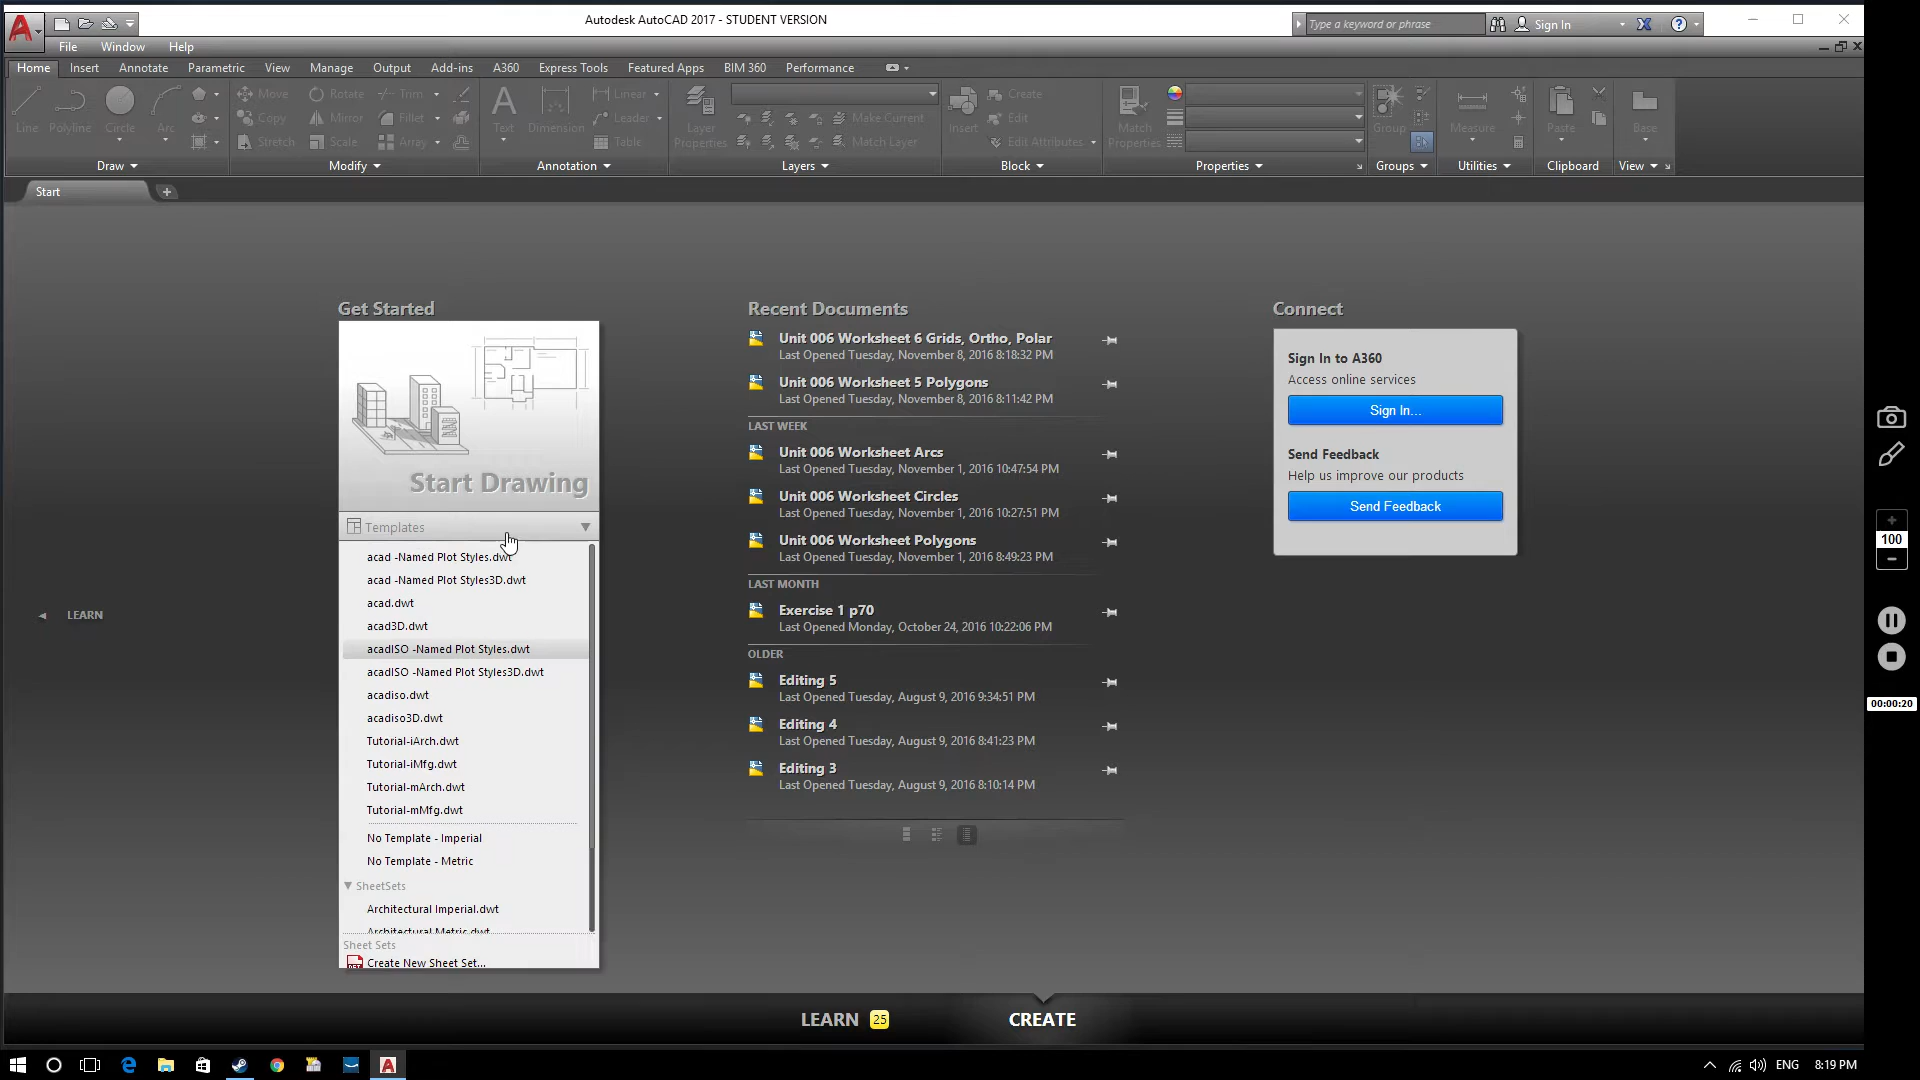 Autodesk AutoCAD 2017 - STUDENT VERSION
Type a keyword or phrase
Sign In
File Window Help
Home Insert Annotate Parametric View Manage Output Add-ins A360 Express Tools Featured Apps BIM 360 Performance
Move Rotate Trim Linear Create
Line Polyline Circle Arc Copy Mirror Fillet Text Dimension Leader Layer Properties Make Current Insert Edit Match Properties Group Measure Paste Base
Stretch Scale Array Table Match Layer Edit Attributes
Draw Modify Annotation Layers Block Properties Groups Utilities Clipboard View
Start
Get Started
Start Drawing
Templates
acad -Named Plot Styles.dwt
acad -Named Plot Styles3D.dwt
acad.dwt
acad3D.dwt
acadISO -Named Plot Styles.dwt
acadISO -Named Plot Styles3D.dwt
acadiso.dwt
acadiso3D.dwt
Tutorial-iArch.dwt
Tutorial-iMfg.dwt
Tutorial-mArch.dwt
Tutorial-mMfg.dwt
No Template - Imperial
No Template - Metric
SheetSets
Architectural Imperial.dwt
Architectural Metric.dwt
Sheet Sets
Create New Sheet Set...
Recent Documents
Unit 006 Worksheet 6 Grids, Ortho, Polar
Last Opened Tuesday, November 8, 2016 8:18:32 PM
Unit 006 Worksheet 5 Polygons
Last Opened Tuesday, November 8, 2016 8:11:42 PM
LAST WEEK
Unit 006 Worksheet Arcs
Last Opened Tuesday, November 1, 2016 10:47:54 PM
Unit 006 Worksheet Circles
Last Opened Tuesday, November 1, 2016 10:27:51 PM
Unit 006 Worksheet Polygons
Last Opened Tuesday, November 1, 2016 8:49:23 PM
LAST MONTH
Exercise 1 p70
Last Opened Monday, October 24, 2016 10:22:06 PM
OLDER
Editing 5
Last Opened Tuesday, August 9, 2016 9:34:51 PM
Editing 4
Last Opened Tuesday, August 9, 2016 8:41:23 PM
Editing 3
Last Opened Tuesday, August 9, 2016 8:10:14 PM
Connect
Sign In to A360
Access online services
Sign In...
Send Feedback
Help us improve our products
Send Feedback
LEARN
100
00:00:20
LEARN 25 CREATE
ENG 8:19 PM